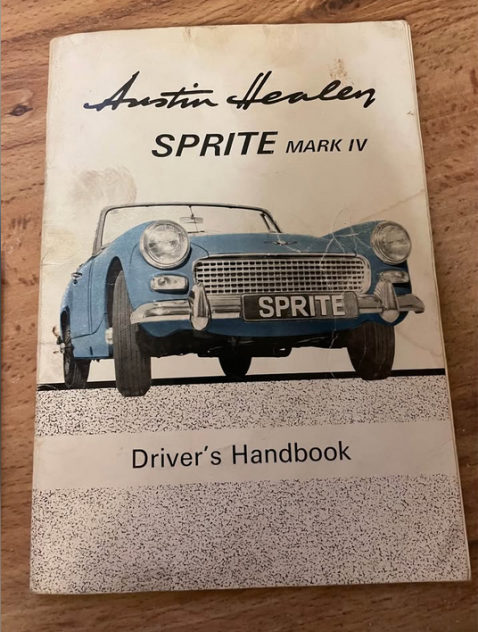 Austin Healey
SPRITE MARK IV
SPRITE
Driver's Handbook